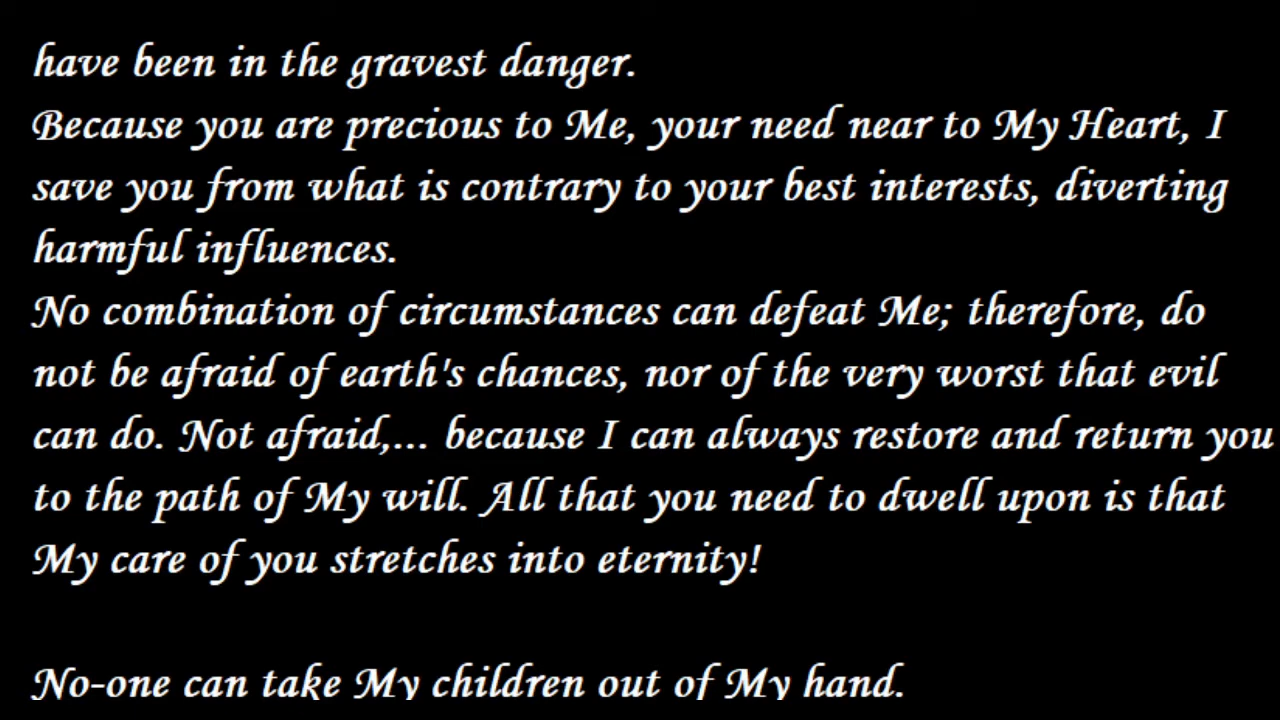 have been in the gravest danger.
Because you are precious to Me, your need near to My Heart, I
save you from what is contrary to your best interests, diverting
harmful influences.
No combination of circumstances can defeat Me; therefore, do
not be afraid of earth's chances, nor of the very worst that evil
can do. Not afraid,... because I can always restore and return you
to the path of My will. All that you need to dwell upon is that
My care of you stretches into eternity!
No-one can take My children out of My hand.